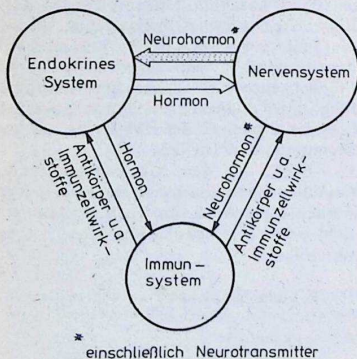 Neurohormon*
Endokrines
System
Nervensystem
Hormon
Hormon
Antikörper u.a.
Immunzellwirk-
stoffe
Neurohormon*
Antikörper u.a.
Immunzellwirk-
stoffe
Immun-
system
* einschließlich Neurotransmitter